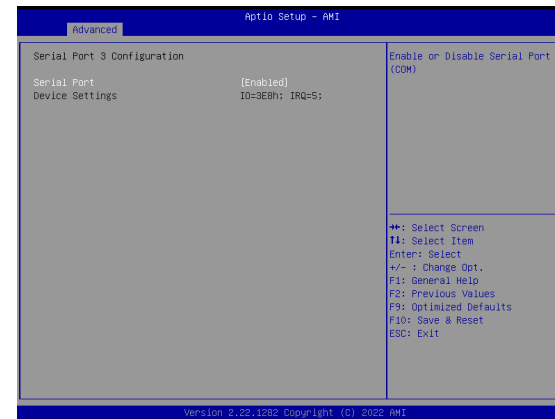 Aptio Setup - AMI
Advanced
Serial Port 3 Configuration
Serial Port [Enabled]
Device Settings IO=3E8h; IRQ=5;
Enable or Disable Serial Port
(COM)
→←: Select Screen
↑↓: Select Item
Enter: Select
+/- : Change Opt.
F1: General Help
F2: Previous Values
F9: Optimized Defaults
F10: Save & Reset
ESC: Exit
Version 2.22.1282 Copyright (C) 2022 AMI